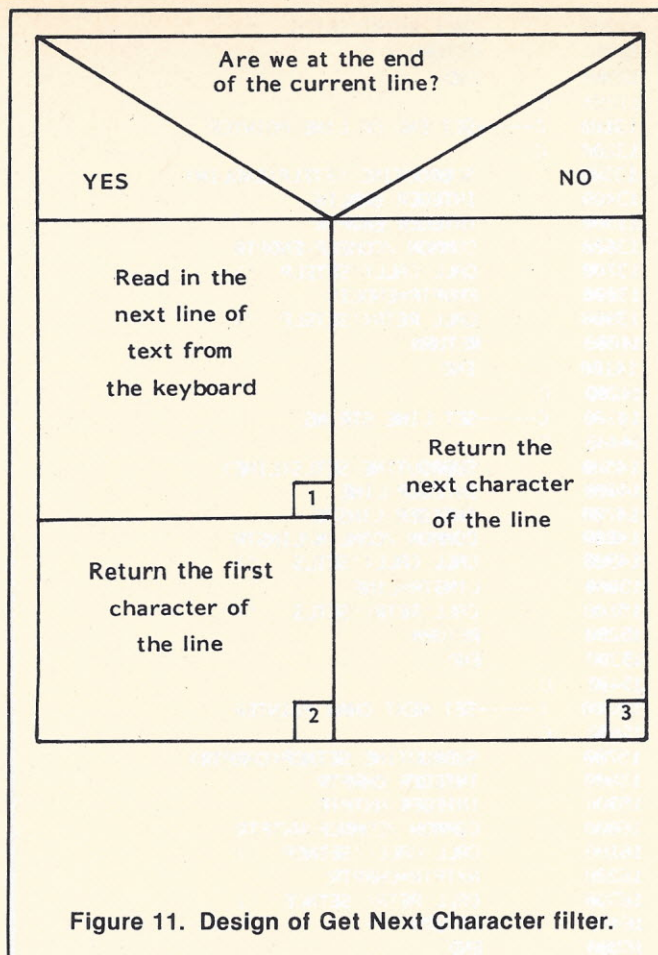 Are we at the end
of the current line?
YES
NO
Read in the
next line of
text from
the keyboard
1
Return the first
character of
the line
2
Return the
next character
of the line
3
Figure 11. Design of Get Next Character filter.